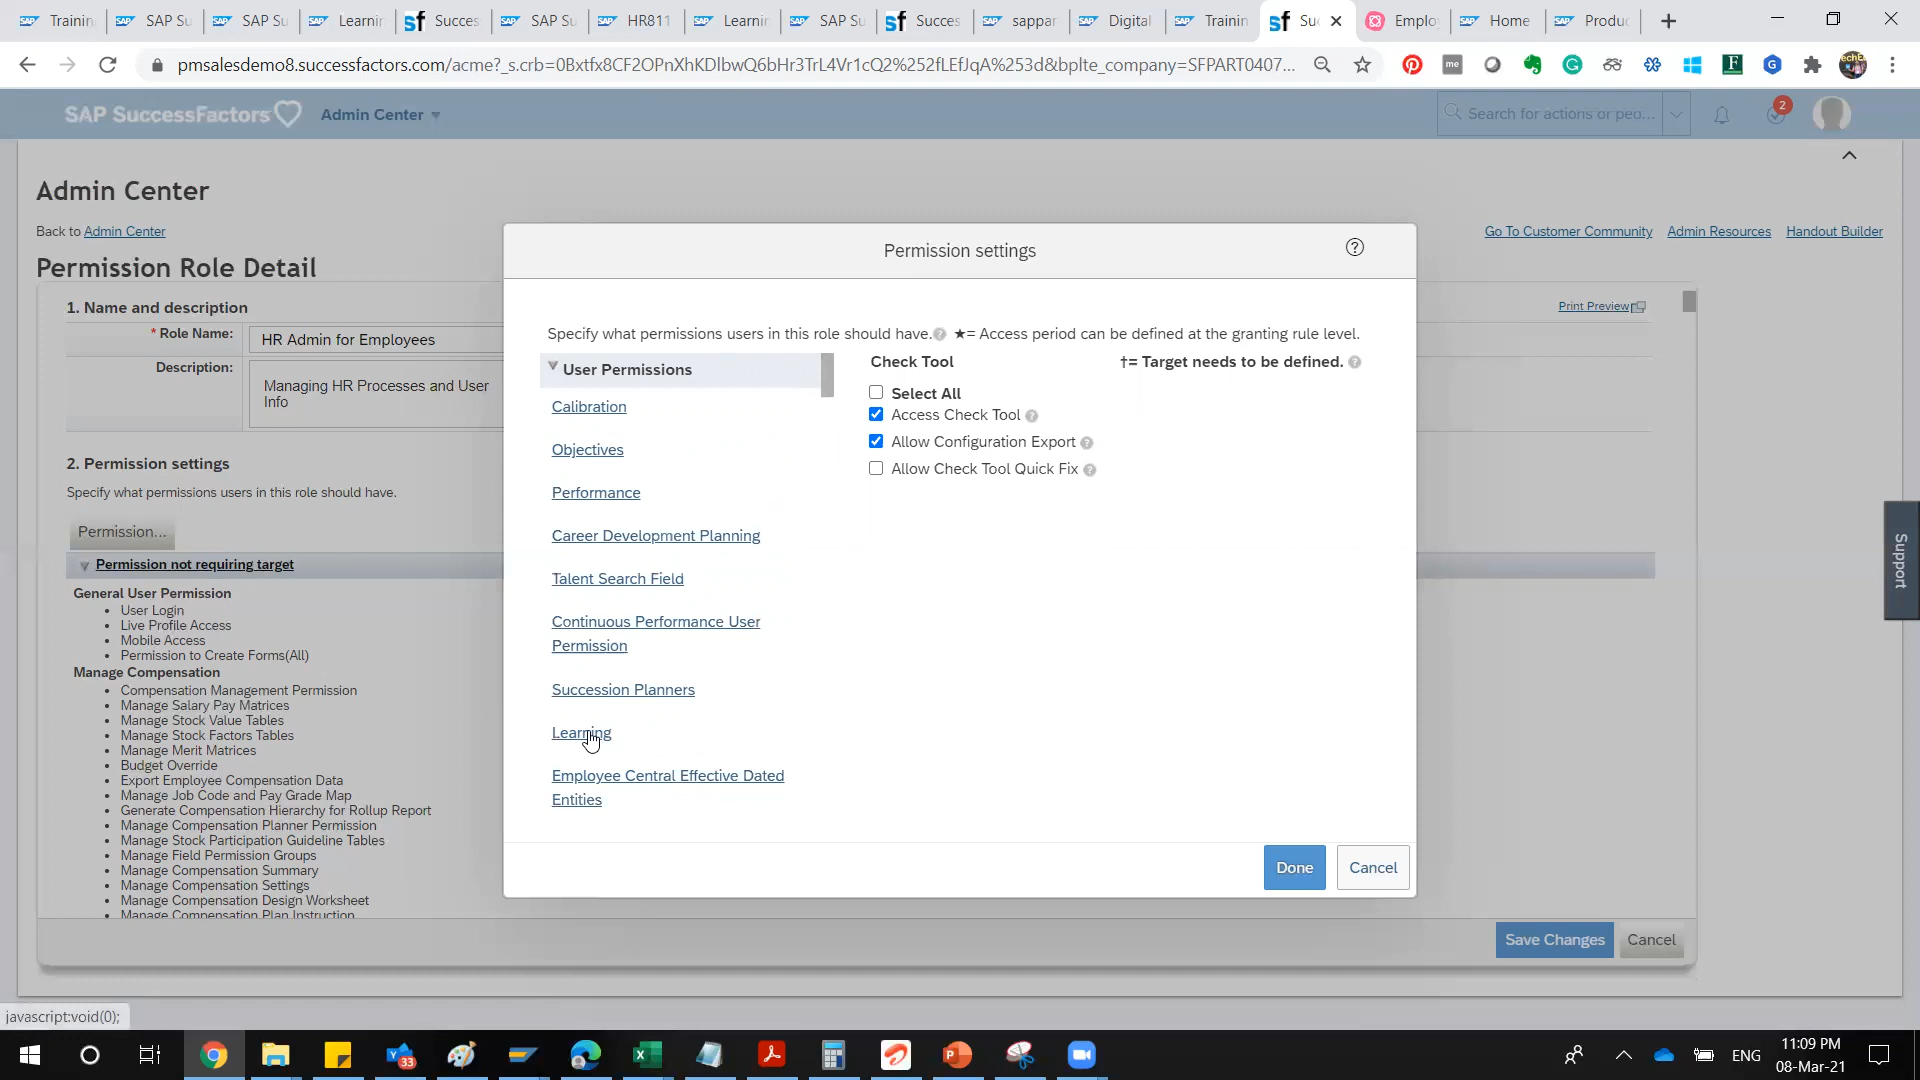 Trainin
SAP Su
SAP Su
Learnin
Succes
SAP Su
HR811
Learnin
SAP Su
Succes
sappar
Digital
Trainin
Su
Emplo
Home
Produc
pmsalesdemo8.successfactors.com/acme?_s.crb=0Bxtfx8CF2OPnXhKDlbwQ6bHr3TrL4Vr1cQ2%252fLEfJqA%253d&bplte_company=SFPART0407...
SAP SuccessFactors
Admin Center
Search for actions or peo...
2
Admin Center
Back to Admin Center
Go To Customer Community
Admin Resources
Handout Builder
Permission Role Detail
1. Name and description
Print Preview
* Role Name:
HR Admin for Employees
Description:
Managing HR Processes and User
Info
2. Permission settings
Specify what permissions users in this role should have.
Permission...
Permission not requiring target
General User Permission
• User Login
• Live Profile Access
• Mobile Access
• Permission to Create Forms(All)
Manage Compensation
• Compensation Management Permission
• Manage Salary Pay Matrices
• Manage Stock Value Tables
• Manage Stock Factors Tables
• Manage Merit Matrices
• Budget Override
• Export Employee Compensation Data
• Manage Job Code and Pay Grade Map
• Generate Compensation Hierarchy for Rollup Report
• Manage Compensation Planner Permission
• Manage Stock Participation Guideline Tables
• Manage Field Permission Groups
• Manage Compensation Summary
• Manage Compensation Settings
• Manage Compensation Design Worksheet
• Manage Compensation Plan Instruction
Permission settings
Specify what permissions users in this role should have. ★= Access period can be defined at the granting rule level.
User Permissions
Calibration
Objectives
Performance
Career Development Planning
Talent Search Field
Continuous Performance User
Permission
Succession Planners
Learning
Employee Central Effective Dated
Entities
Check Tool
†= Target needs to be defined.
Select All
Access Check Tool
Allow Configuration Export
Allow Check Tool Quick Fix
Done
Cancel
Save Changes
Cancel
Support
javascript:void(0);
33
ENG
11:09 PM
08-Mar-21